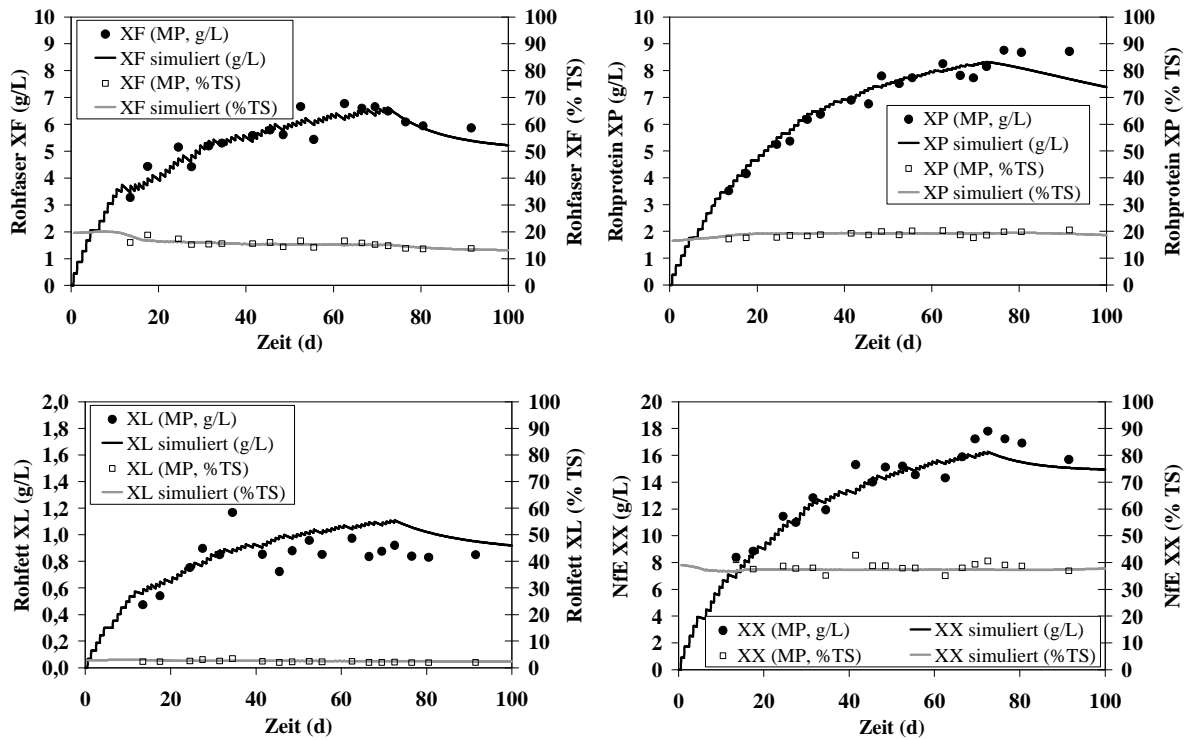 10
9
8
7
6
5
4
3
2
1
0
100
90
80
70
60
50
40
30
20
10
0
0 20 40 60 80 100
Zeit (d)
Rohfaser XF (g/L)
Rohfaser XF (% TS)
XF (MP, g/L)
XF simuliert (g/L)
XF (MP, %TS)
XF simuliert (%TS)
10
9
8
7
6
5
4
3
2
1
0
100
90
80
70
60
50
40
30
20
10
0
0 20 40 60 80 100
Zeit (d)
Rohprotein XP (g/L)
Rohprotein XP (% TS)
XP (MP, g/L)
XP simuliert (g/L)
XP (MP, %TS)
XP simuliert (%TS)
2,0
1,8
1,6
1,4
1,2
1,0
0,8
0,6
0,4
0,2
0,0
100
90
80
70
60
50
40
30
20
10
0
0 20 40 60 80 100
Zeit (d)
Rohfett XL (g/L)
Rohfett XL (% TS)
XL (MP, g/L)
XL simuliert (g/L)
XL (MP, %TS)
XL simuliert (%TS)
20
18
16
14
12
10
8
6
4
2
0
100
90
80
70
60
50
40
30
20
10
0
0 20 40 60 80 100
Zeit (d)
NfE XX (g/L)
NfE XX (% TS)
XX (MP, g/L) XX simuliert (g/L)
XX (MP, %TS) XX simuliert (%TS)